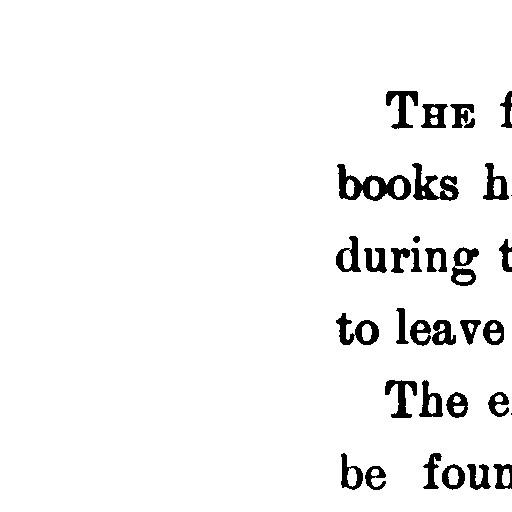 THE f
books h
during t
to leave
The e
be foun